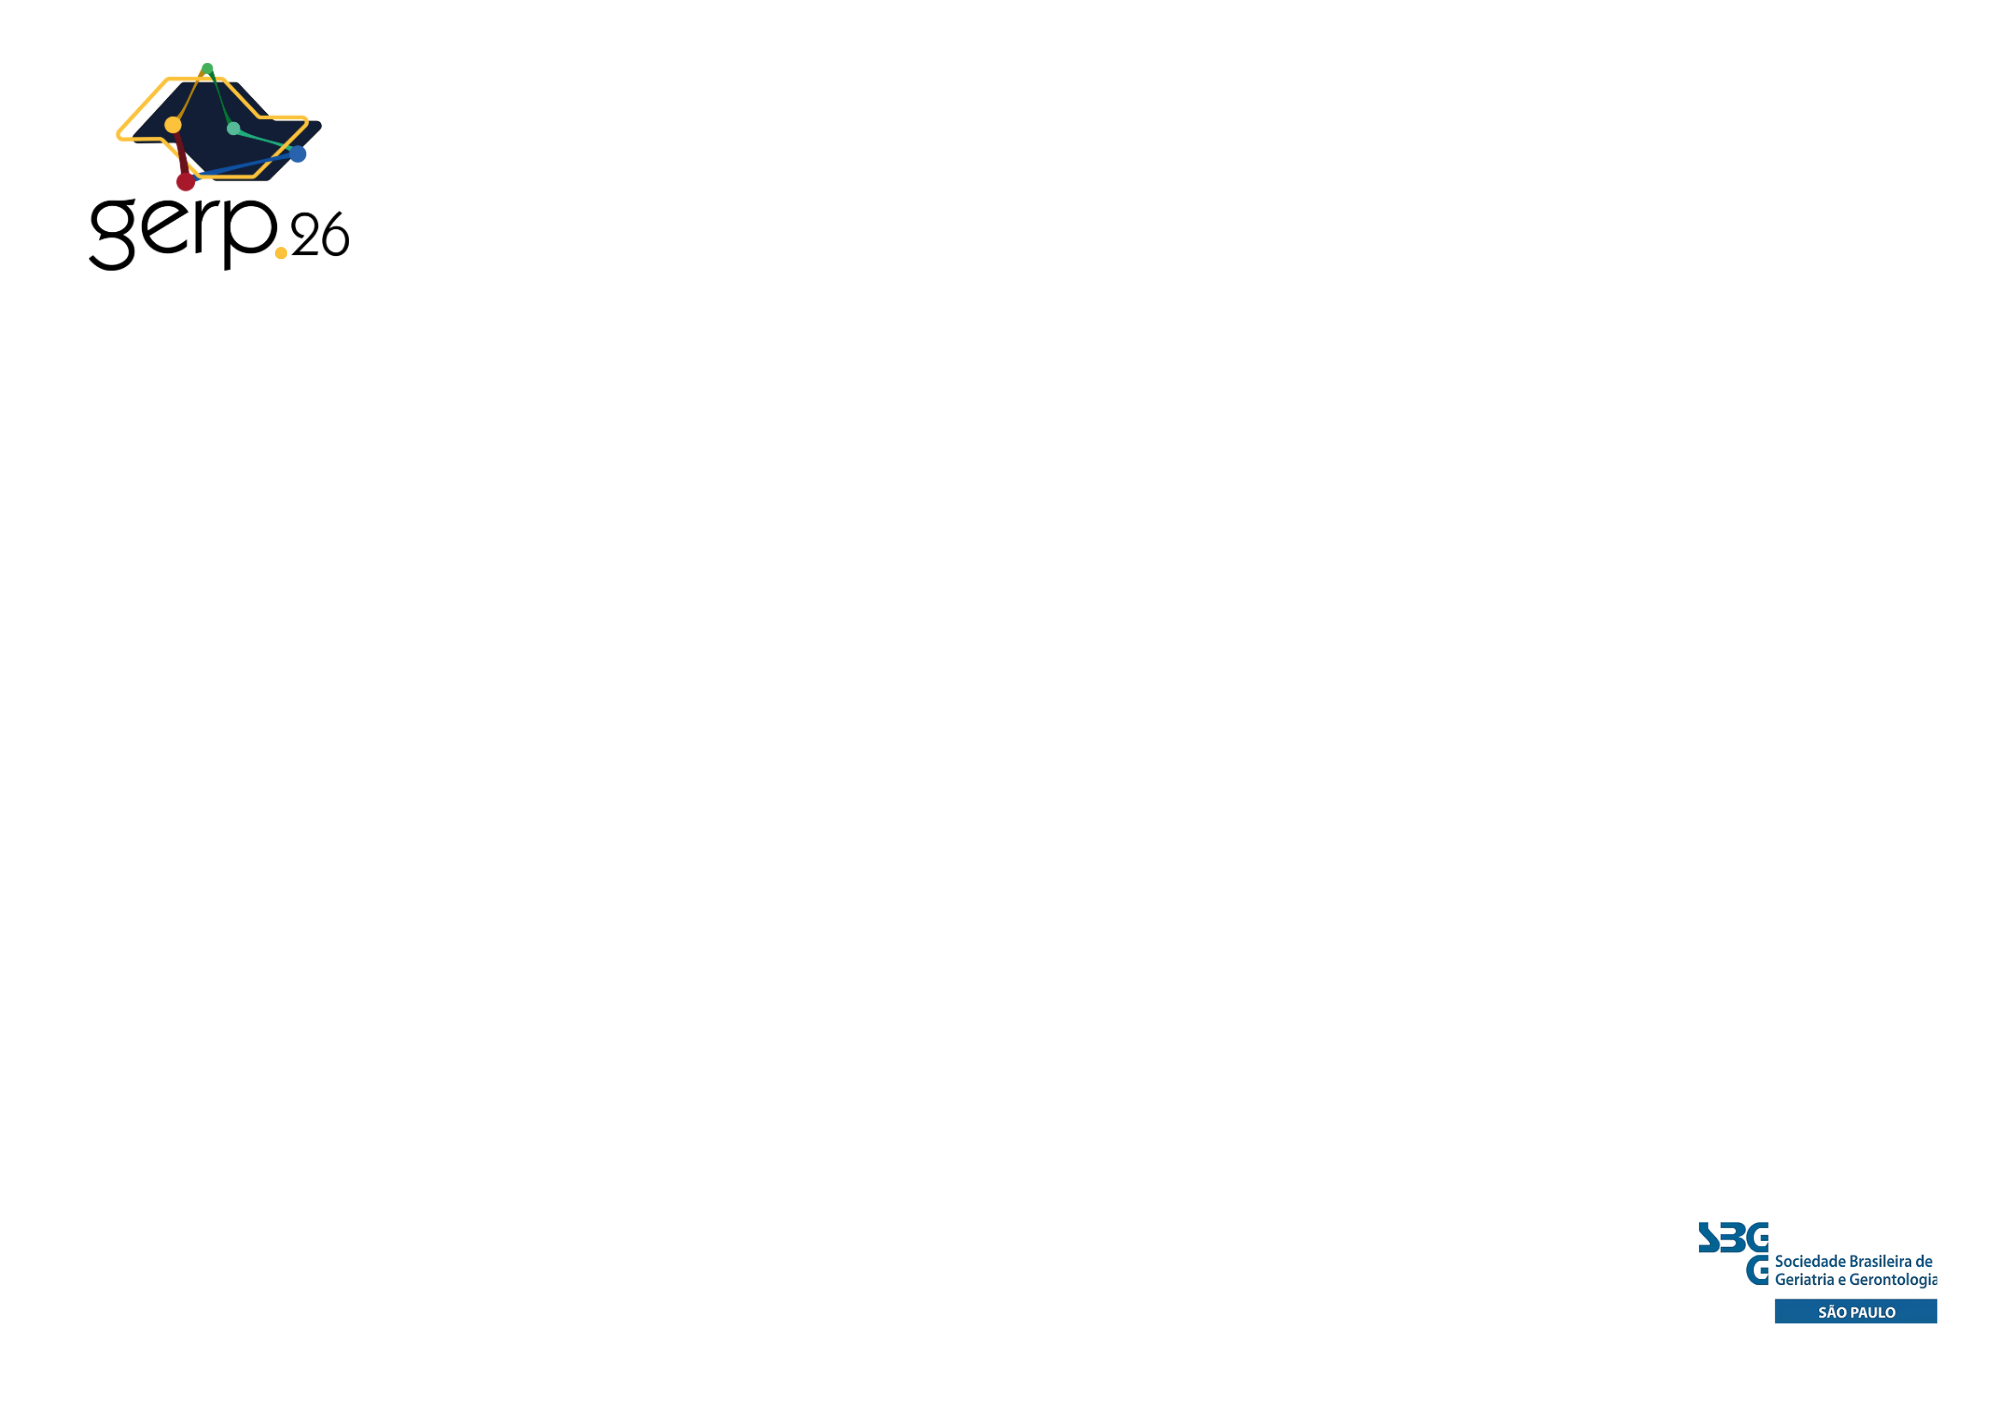 gerp.26
SBG
G
Sociedade Brasileira de
Geriatria e Gerontologia
SÃO PAULO